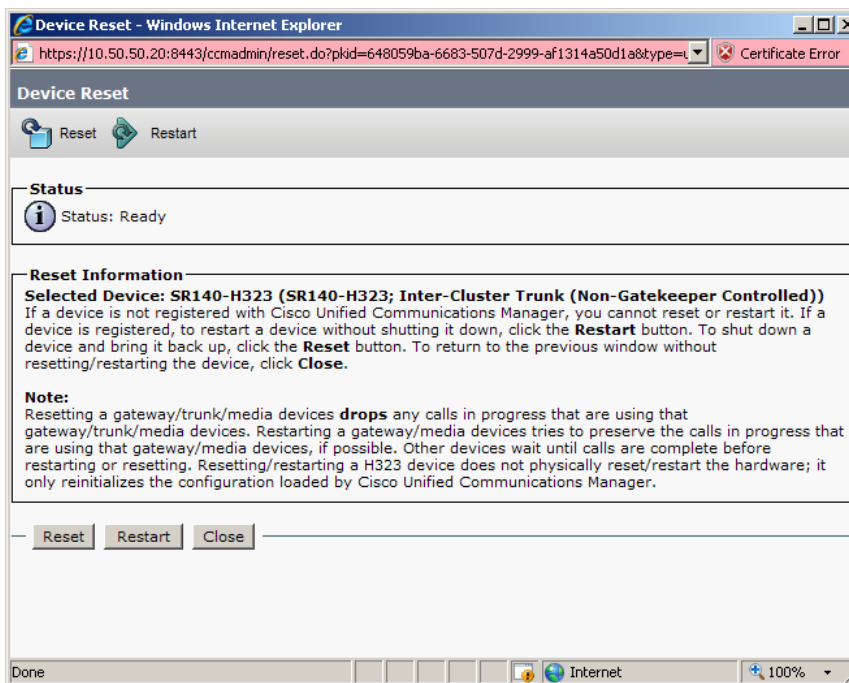 Device Reset - Windows Internet Explorer
https://10.50.50.20:8443/ccmadmin/reset.do?pkid=648059ba-6683-507d-2999-af1314a50d1a&type=
Certificate Error
Device Reset
Reset Restart
Status
Status: Ready
Reset Information
Selected Device: SR140-H323 (SR140-H323; Inter-Cluster Trunk (Non-Gatekeeper Controlled))
If a device is not registered with Cisco Unified Communications Manager, you cannot reset or restart it. If a
device is registered, to restart a device without shutting it down, click the Restart button. To shut down a
device and bring it back up, click the Reset button. To return to the previous window without
resetting/restarting the device, click Close.
Note:
Resetting a gateway/trunk/media devices drops any calls in progress that are using that
gateway/trunk/media devices. Restarting a gateway/media devices tries to preserve the calls in progress that
are using that gateway/media devices, if possible. Other devices wait until calls are complete before
restarting or resetting. Resetting/restarting a H323 device does not physically reset/restart the hardware; it
only reinitializes the configuration loaded by Cisco Unified Communications Manager.
Reset Restart Close
Done Internet 100%